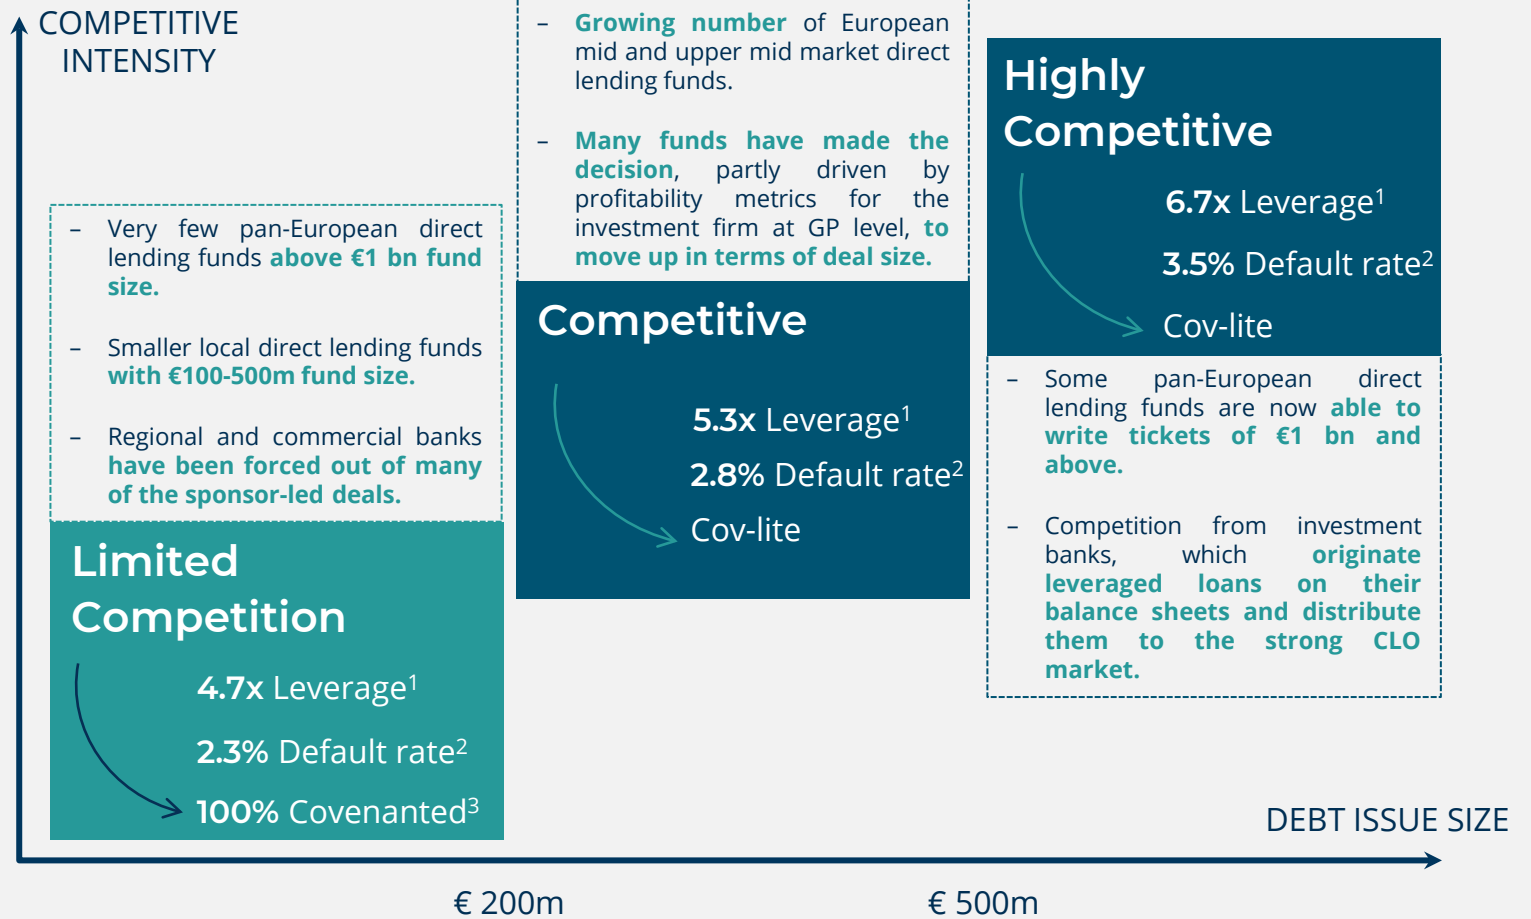 COMPETITIVE
INTENSITY
– Very few pan-European direct
lending funds above €1 bn fund
size.
– Smaller local direct lending funds
with €100-500m fund size.
– Regional and commercial banks
have been forced out of many
of the sponsor-led deals.
Limited
Competition
4.7x Leverage¹
2.3% Default rate²
100% Covenanted³
– Growing number of European
mid and upper mid market direct
lending funds.
– Many funds have made the
decision, partly driven by
profitability metrics for the
investment firm at GP level, to
move up in terms of deal size.
Competitive
5.3x Leverage¹
2.8% Default rate²
Cov-lite
Highly
Competitive
6.7x Leverage¹
3.5% Default rate²
Cov-lite
– Some pan-European direct
lending funds are now able to
write tickets of €1 bn and
above.
– Competition from investment
banks, which originate
leveraged loans on their
balance sheets and distribute
them to the strong CLO
market.
DEBT ISSUE SIZE
€ 200m
€ 500m